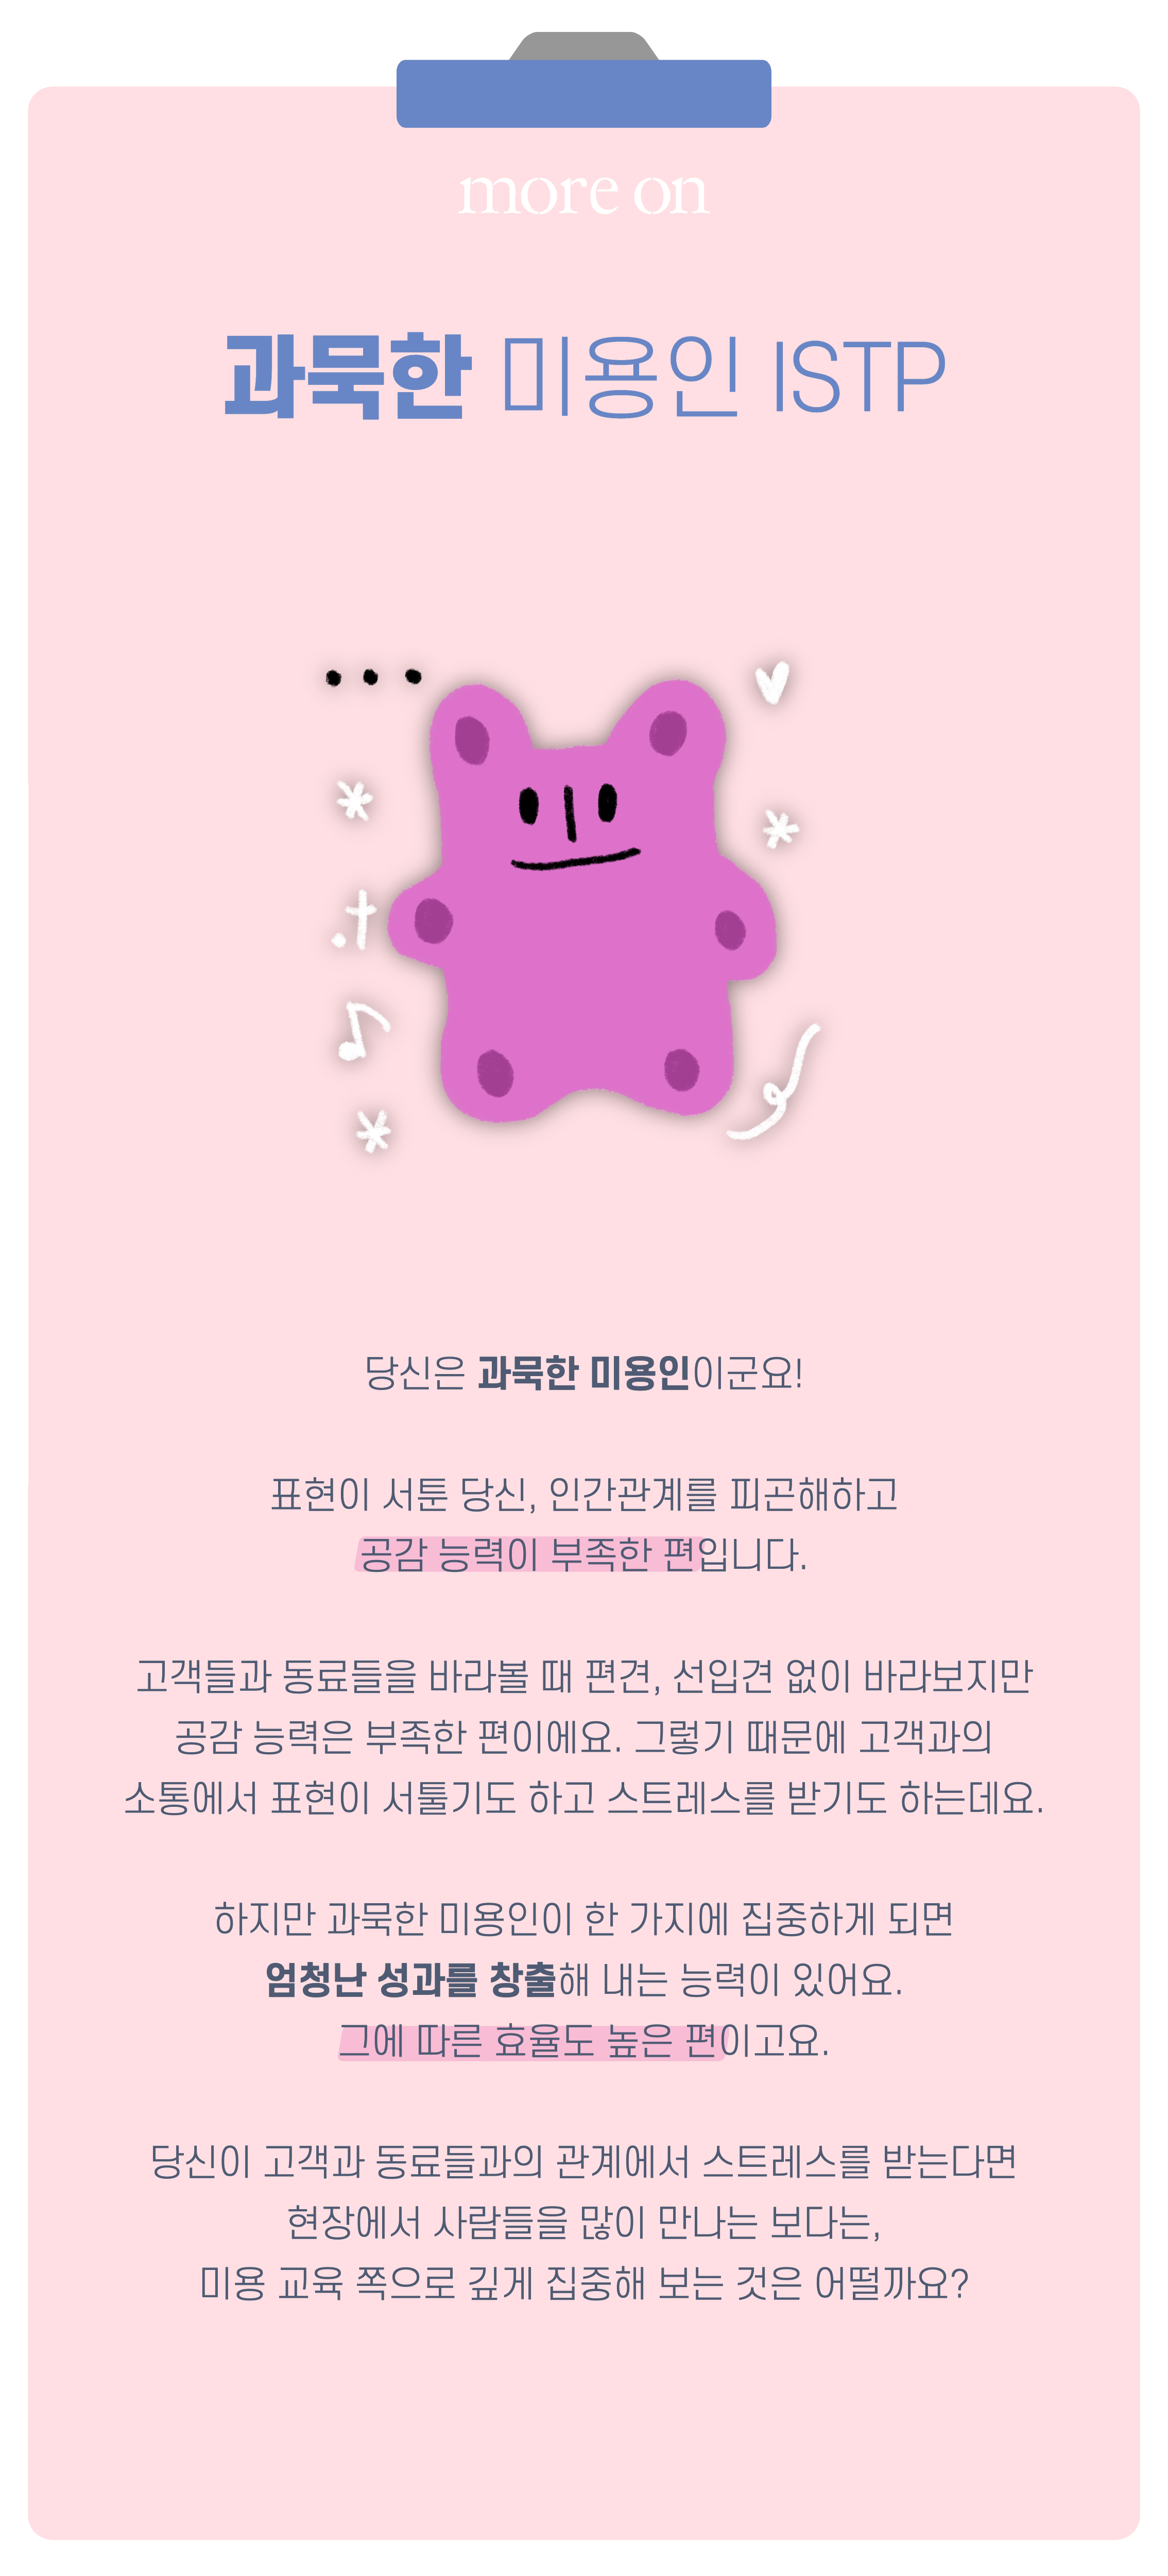 more on
과묵한 미용인 ISTP
당신은 과묵한 미용인이군요!
표현이 서툰 당신, 인간관계를 피곤해하고
공감 능력이 부족한 편입니다.
고객들과 동료들을 바라볼 때 편견, 선입견 없이 바라보지만
공감 능력은 부족한 편이에요. 그렇기 때문에 고객과의
소통에서 표현이 서툴기도 하고 스트레스를 받기도 하는데요.
하지만 과묵한 미용인이 한 가지에 집중하게 되면
엄청난 성과를 창출해 내는 능력이 있어요.
그에 따른 효율도 높은 편이고요.
당신이 고객과 동료들과의 관계에서 스트레스를 받는다면
현장에서 사람들을 많이 만나는 보다는,
미용 교육 쪽으로 깊게 집중해 보는 것은 어떨까요?